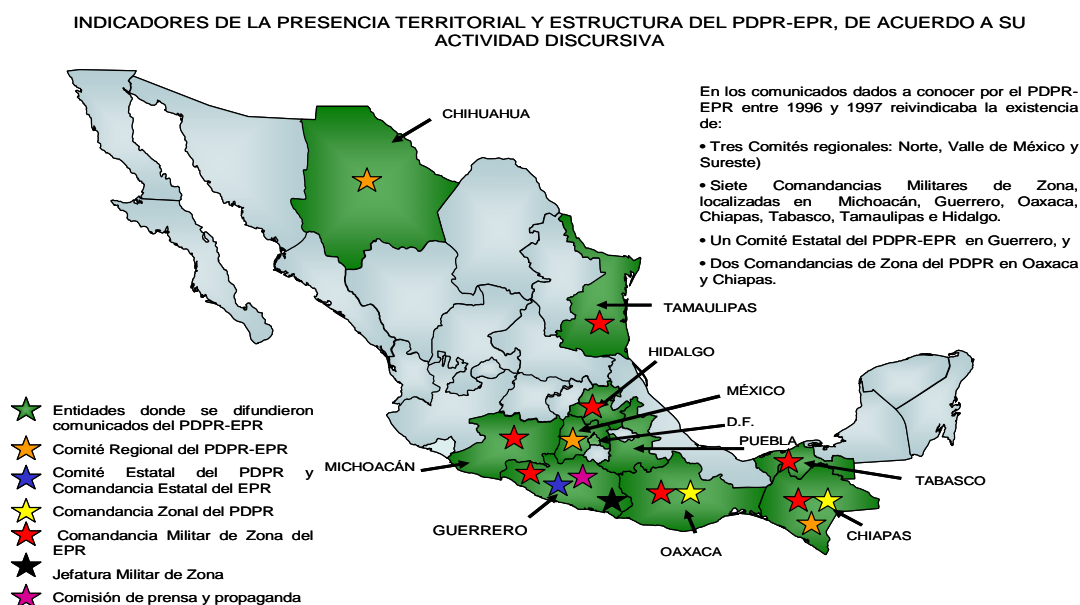 INDICADORES DE LA PRESENCIA TERRITORIAL Y ESTRUCTURA DEL PDPR-EPR, DE ACUERDO A SU
ACTIVIDAD DISCURSIVA
En los comunicados dados a conocer por el PDPR-
EPR entre 1996 y 1997 reivindicaba la existencia
de:
• Tres Comités regionales: Norte, Valle de México y
Sureste)
• Siete Comandancias Militares de Zona,
localizadas en Michoacán, Guerrero, Oaxaca,
Chiapas, Tabasco, Tamaulipas e Hidalgo.
• Un Comité Estatal del PDPR-EPR en Guerrero, y
• Dos Comandancias de Zona del PDPR en Oaxaca
y Chiapas.
CHIHUAHUA
TAMAULIPAS
HIDALGO
MÉXICO
D.F.
PUEBLA
TABASCO
MICHOACÁN
GUERRERO
OAXACA
CHIAPAS
Entidades donde se difundieron
comunicados del PDPR-EPR
Comité Regional del PDPR-EPR
Comité Estatal del PDPR y
Comandancia Estatal del EPR
Comandancia Zonal del PDPR
Comandancia Militar de Zona del
EPR
Jefatura Militar de Zona
Comisión de prensa y propaganda